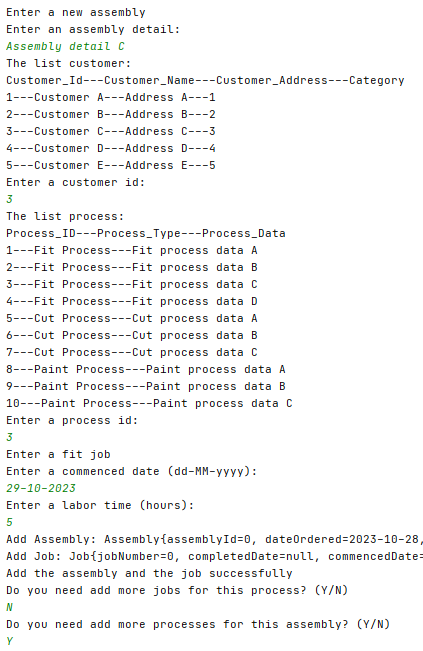 Enter a new assembly
Enter an assembly detail:
Assembly detail C
The list customer:
Customer_Id---Customer_Name---Customer_Address---Category
1---Customer A---Address A---1
2---Customer B---Address B---2
3---Customer C---Address C---3
4---Customer D---Address D---4
5---Customer E---Address E---5
Enter a customer id:
3
The list process:
Process_ID---Process_Type---Process_Data
1---Fit Process---Fit process data A
2---Fit Process---Fit process data B
3---Fit Process---Fit process data C
4---Fit Process---Fit process data D
5---Cut Process---Cut process data A
6---Cut Process---Cut process data B
7---Cut Process---Cut process data C
8---Paint Process---Paint process data A
9---Paint Process---Paint process data B
10---Paint Process---Paint process data C
Enter a process id:
3
Enter a fit job
Enter a commenced date (dd-MM-yyyy):
29-10-2023
Enter a labor time (hours):
5
Add Assembly: Assembly{assemblyId=0, dateOrdered=2023-10-28,
Add Job: Job{jobNumber=0, completedDate=null, commencedDate=
Add the assembly and the job successfully
Do you need add more jobs for this process? (Y/N)
N
Do you need add more processes for this assembly? (Y/N)
Y